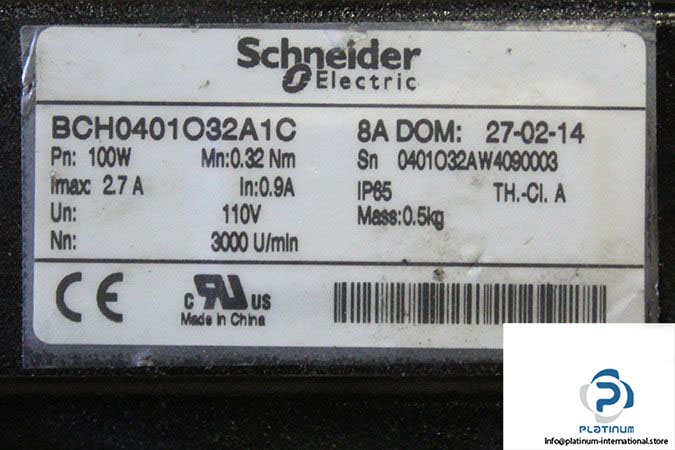 Schneider
Electric
BCH0401O32A1C 8A DOM: 27-02-14
Pn: 100W Mn:0.32 Nm Sn 0401O32AW4090003
Imax: 2.7 A In:0.9A IP65 TH.-Cl. A
Un: 110V Mass:0.5kg
Nn: 3000 U/min
CE
c RU US
Made in China
PLATINUM
info@platinum-international.store